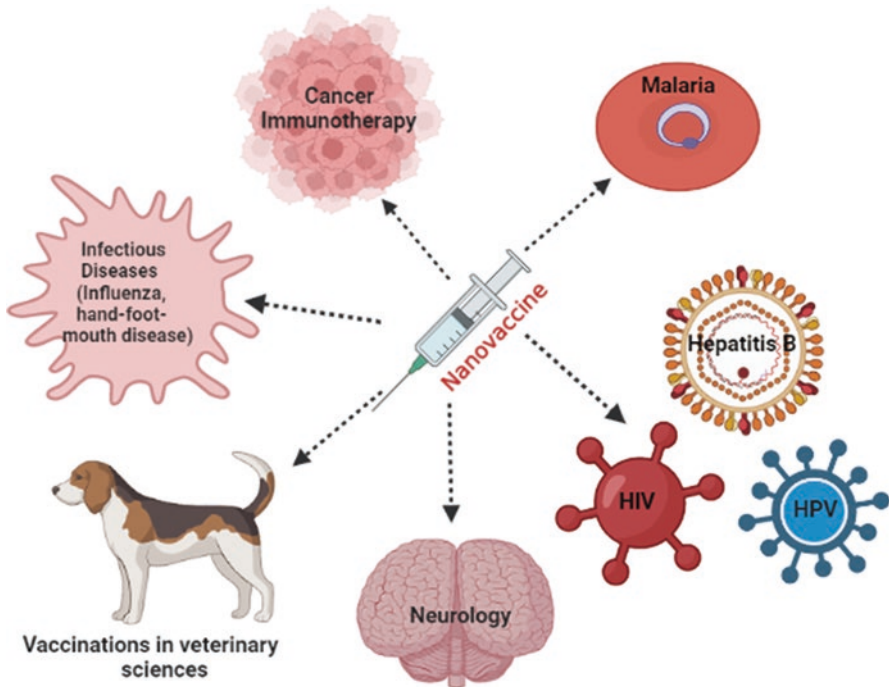 Cancer
Immunotherapy
Malaria
Infectious
Diseases
(Influenza,
hand-foot-
mouth disease)
Nanovaccine
Hepatitis B
HIV
HPV
Neurology
Vaccinations in veterinary
sciences